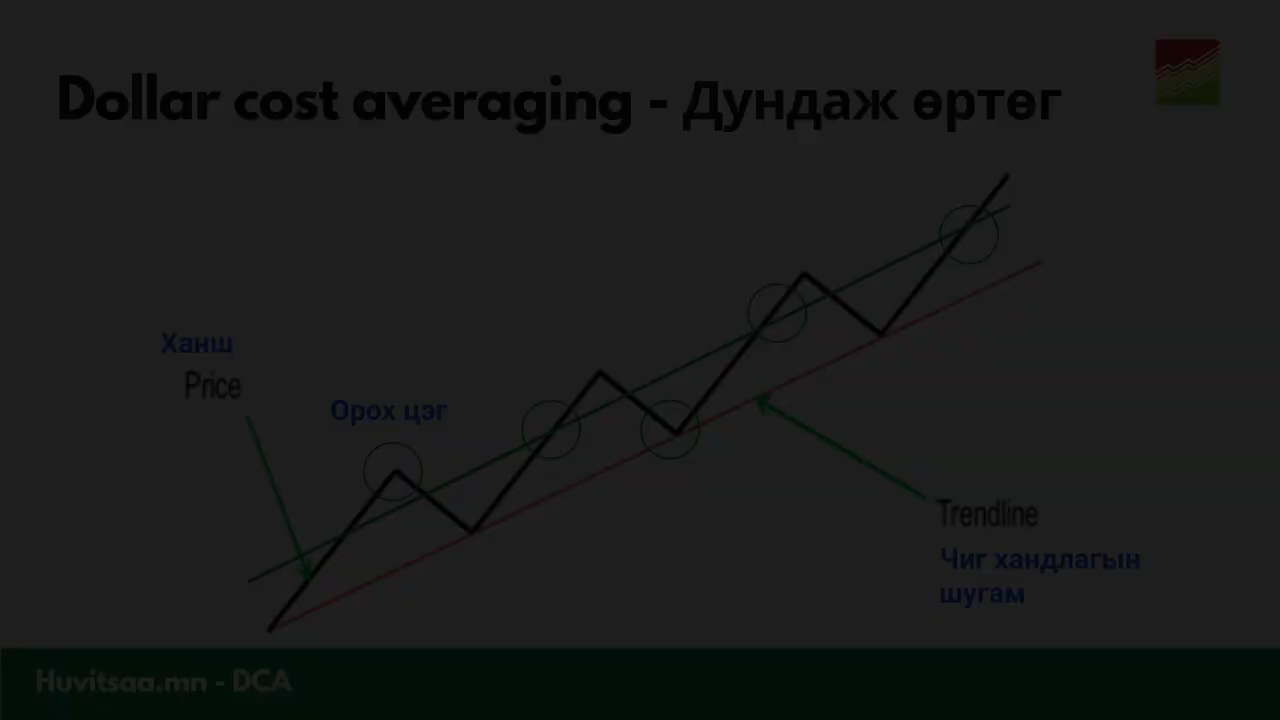 Dollar cost averaging - Дундаж өртөг
Ханш
Price
Орох цэг
Trendline
Чиг хандлагын
шугам
Huvitsaa.mn - DCA